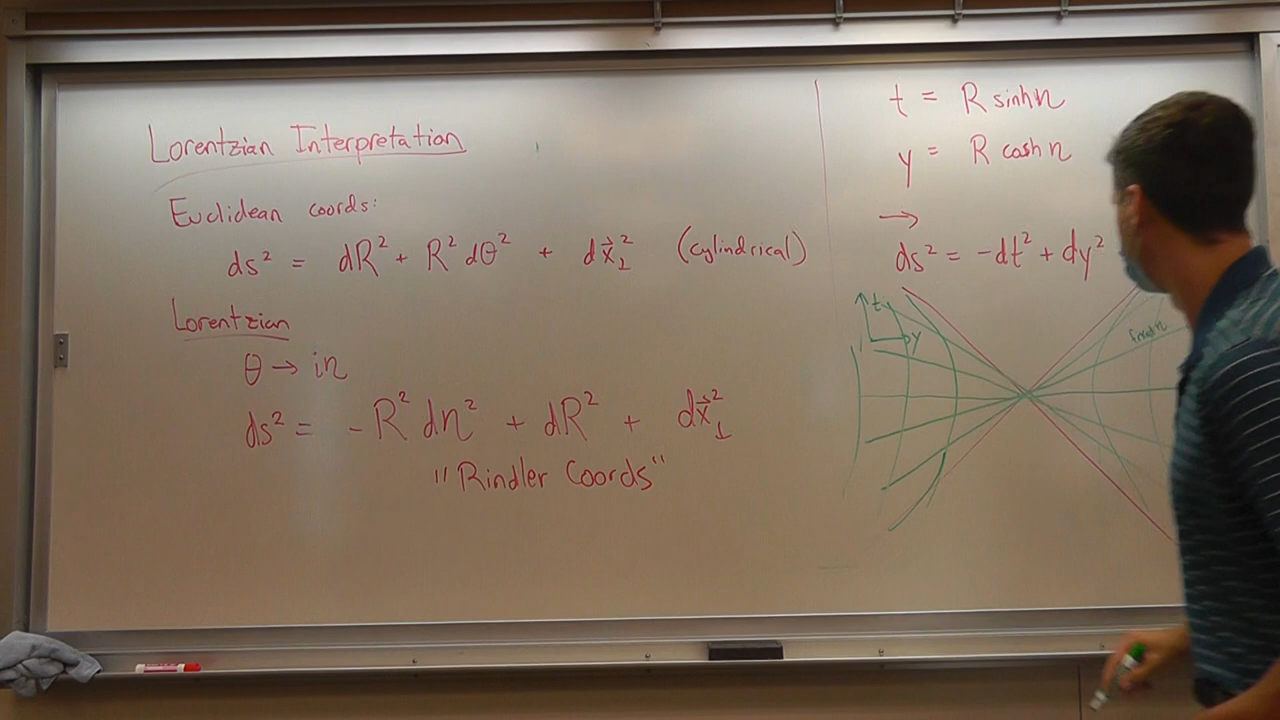 Lorentzian Interpretation
Euclidean coords:
ds² = dR² + R² dθ² + dx⃗⊥² (cylindrical)
Lorentzian
θ → iη
ds² = - R² dη² + dR² + dx⃗⊥²
"Rindler Coords"
t = R sinh η
y = R cosh η
→
ds² = -dt² + dy²
t
y